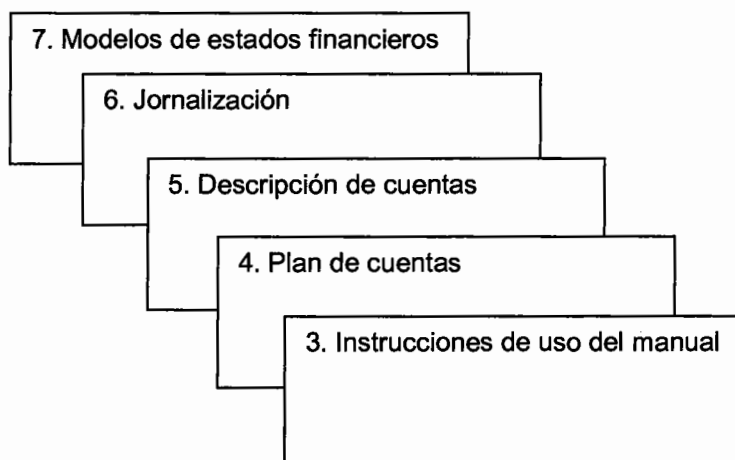 7. Modelos de estados financieros
6. Jornalización
5. Descripción de cuentas
4. Plan de cuentas
3. Instrucciones de uso del manual